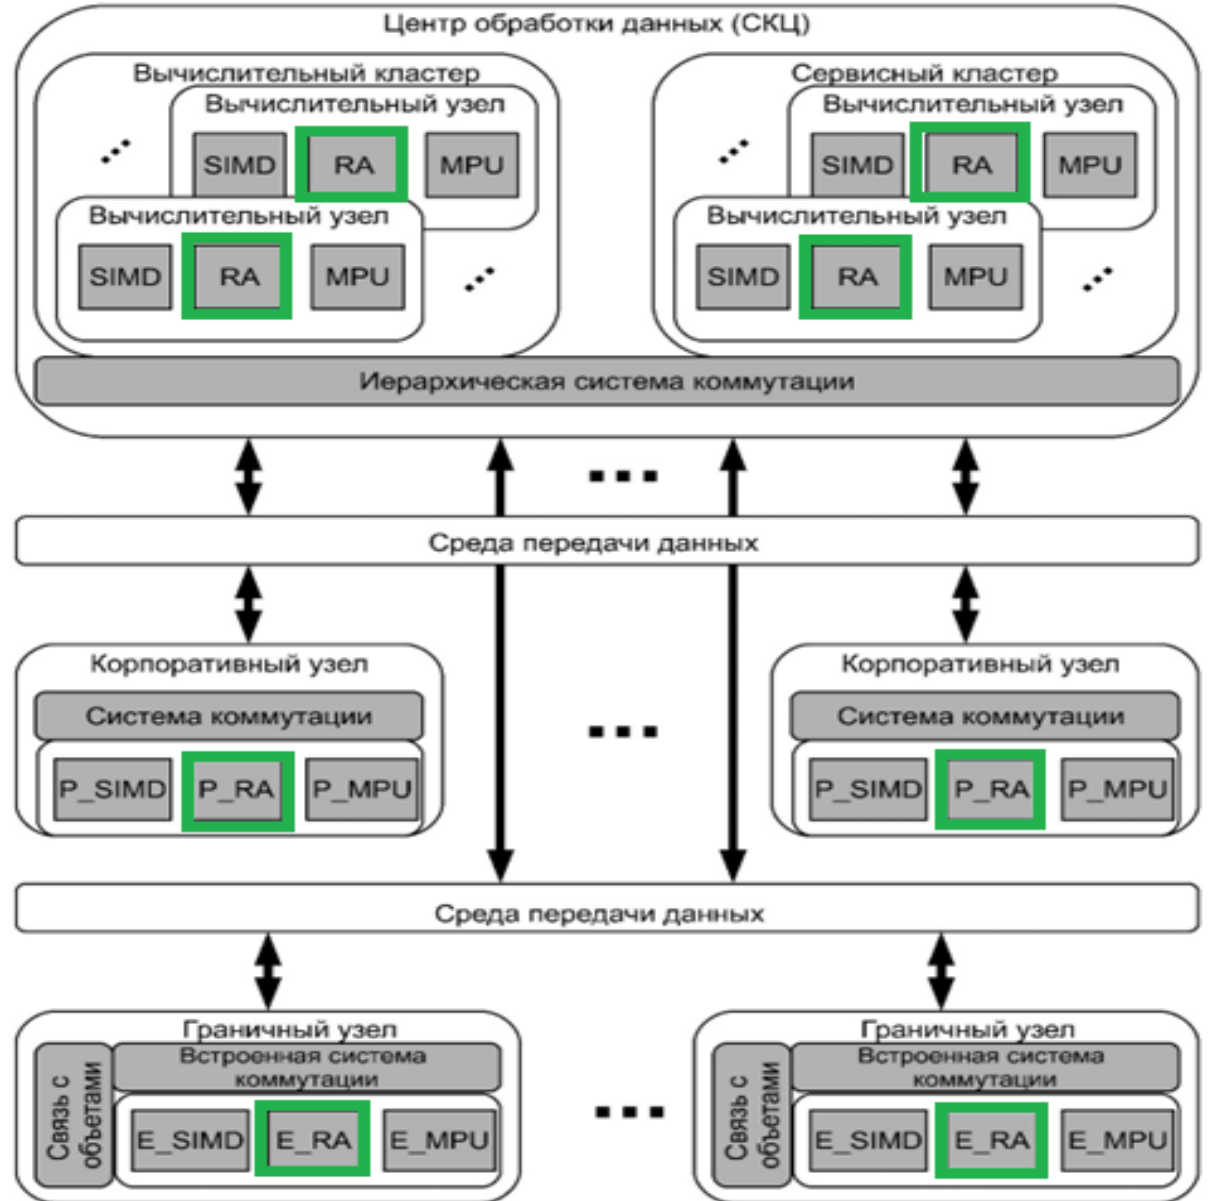 Центр обработки данных (СКЦ)
Вычислительный кластер
Вычислительный узел
SIMD RA MPU
Вычислительный узел
SIMD RA MPU
Сервисный кластер
Вычислительный узел
SIMD RA MPU
Вычислительный узел
SIMD RA MPU
Иерархическая система коммутации
Среда передачи данных
Корпоративный узел
Система коммутации
P_SIMD P_RA P_MPU
Корпоративный узел
Система коммутации
P_SIMD P_RA P_MPU
Среда передачи данных
Граничный узел
Связь с
объетами
Встроенная система
коммутации
E_SIMD E_RA E_MPU
Граничный узел
Связь с
объетами
Встроенная система
коммутации
E_SIMD E_RA E_MPU